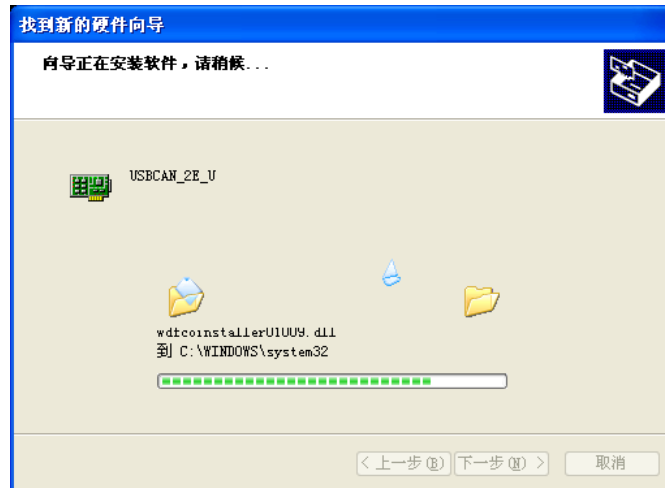 找到新的硬件向导
向导正在安装软件，请稍候...
USBCAN_2E_U
wdfcoinstaller01009.dll
到 C:\WINDOWS\system32
< 上一步(B)
下一步(N) >
取消